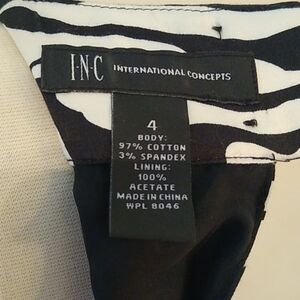 I·N·C INTERNATIONAL CONCEPTS®
4
BODY:
97% COTTON
3% SPANDEX
LINING:
100%
ACETATE
MADE IN CHINA
WPL 8046